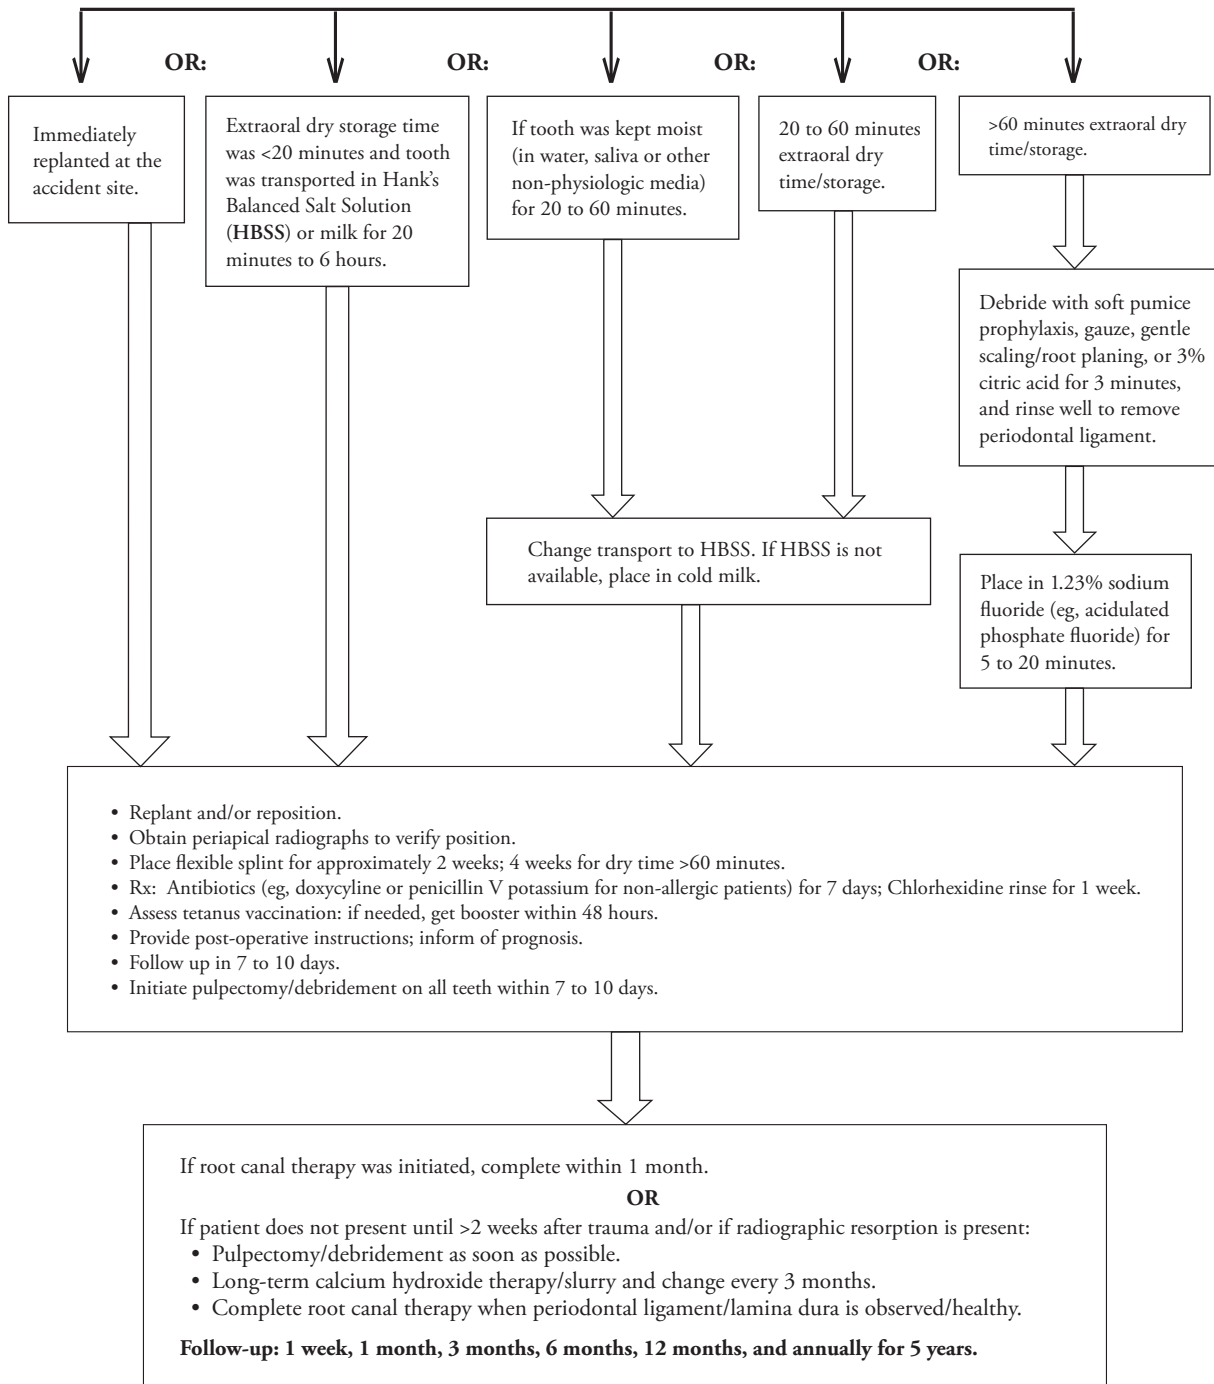 OR:
OR:
OR:
OR:
Immediately
replanted at the
accident site.
Extraoral dry storage time
was <20 minutes and tooth
was transported in Hank's
Balanced Salt Solution
(HBSS) or milk for 20
minutes to 6 hours.
If tooth was kept moist
(in water, saliva or other
non-physiologic media)
for 20 to 60 minutes.
20 to 60 minutes
extraoral dry
time/storage.
>60 minutes extraoral dry
time/storage.
Debride with soft pumice
prophylaxis, gauze, gentle
scaling/root planing, or 3%
citric acid for 3 minutes,
and rinse well to remove
periodontal ligament.
Change transport to HBSS. If HBSS is not
available, place in cold milk.
Place in 1.23% sodium
fluoride (eg, acidulated
phosphate fluoride) for
5 to 20 minutes.
• Replant and/or reposition.
• Obtain periapical radiographs to verify position.
• Place flexible splint for approximately 2 weeks; 4 weeks for dry time >60 minutes.
• Rx: Antibiotics (eg, doxycyline or penicillin V potassium for non-allergic patients) for 7 days; Chlorhexidine rinse for 1 week.
• Assess tetanus vaccination: if needed, get booster within 48 hours.
• Provide post-operative instructions; inform of prognosis.
• Follow up in 7 to 10 days.
• Initiate pulpectomy/debridement on all teeth within 7 to 10 days.
If root canal therapy was initiated, complete within 1 month.
OR
If patient does not present until >2 weeks after trauma and/or if radiographic resorption is present:
• Pulpectomy/debridement as soon as possible.
• Long-term calcium hydroxide therapy/slurry and change every 3 months.
• Complete root canal therapy when periodontal ligament/lamina dura is observed/healthy.
Follow-up: 1 week, 1 month, 3 months, 6 months, 12 months, and annually for 5 years.